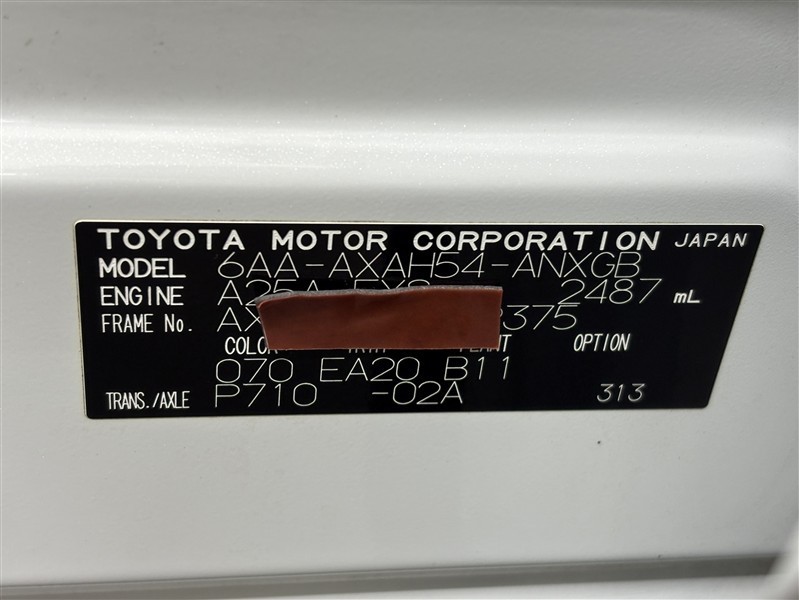 TOYOTA MOTOR CORPORATION JAPAN
MODEL 6AA-AXAH54-ANXGB
ENGINE 2487 mL
FRAME No. 375
COLOR OPTION
070 EA20 B11
TRANS./AXLE P710 -02A 313